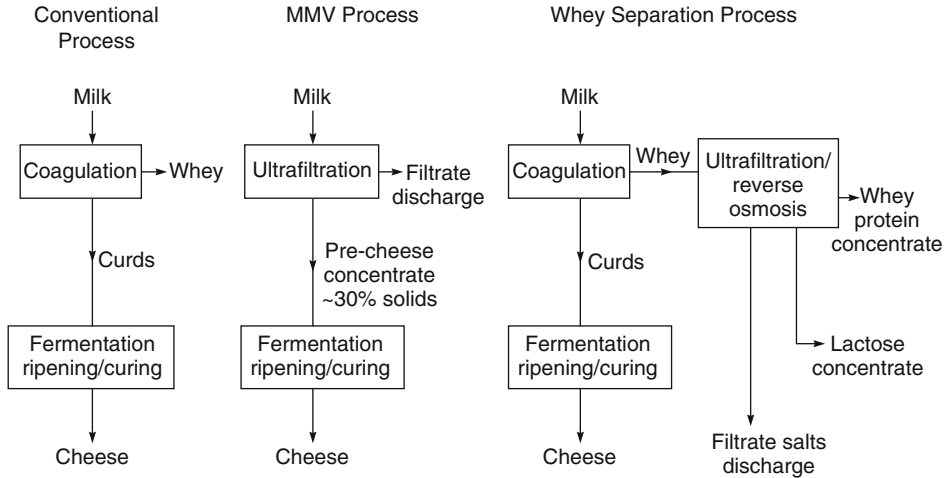 Conventional
Process
Milk
Coagulation
Whey
Curds
Fermentation
ripening/curing
Cheese
MMV Process
Milk
Ultrafiltration
Filtrate
discharge
Pre-cheese
concentrate
~30% solids
Fermentation
ripening/curing
Cheese
Whey Separation Process
Milk
Coagulation
Whey
Ultrafiltration/
reverse
osmosis
Whey
protein
concentrate
Curds
Lactose
concentrate
Fermentation
ripening/curing
Cheese
Filtrate salts
discharge